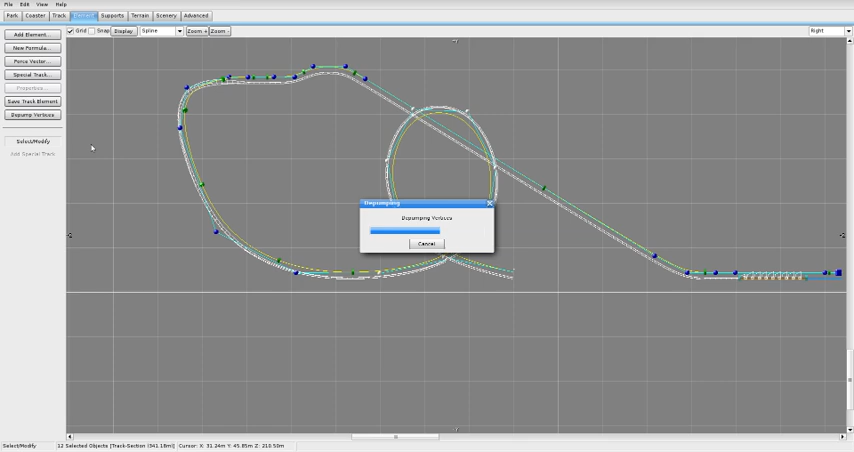 File Edit View Help
Park Coaster Track Element Supports Terrain Scenery Advanced
Add Element...
Grid Snap Display Spline Zoom + Zoom - Right
New Formula...
Force Vector...
Special Track...
Properties...
Save Track Element
Depump Vertices
Select/Modify
Add Special Track
Depumping
Depumping Vertices
Cancel
Select/Modify 12 Selected Objects [Track-Section (341.18m)] Cursor: X: 31.24m Y: 45.85m Z: 210.50m